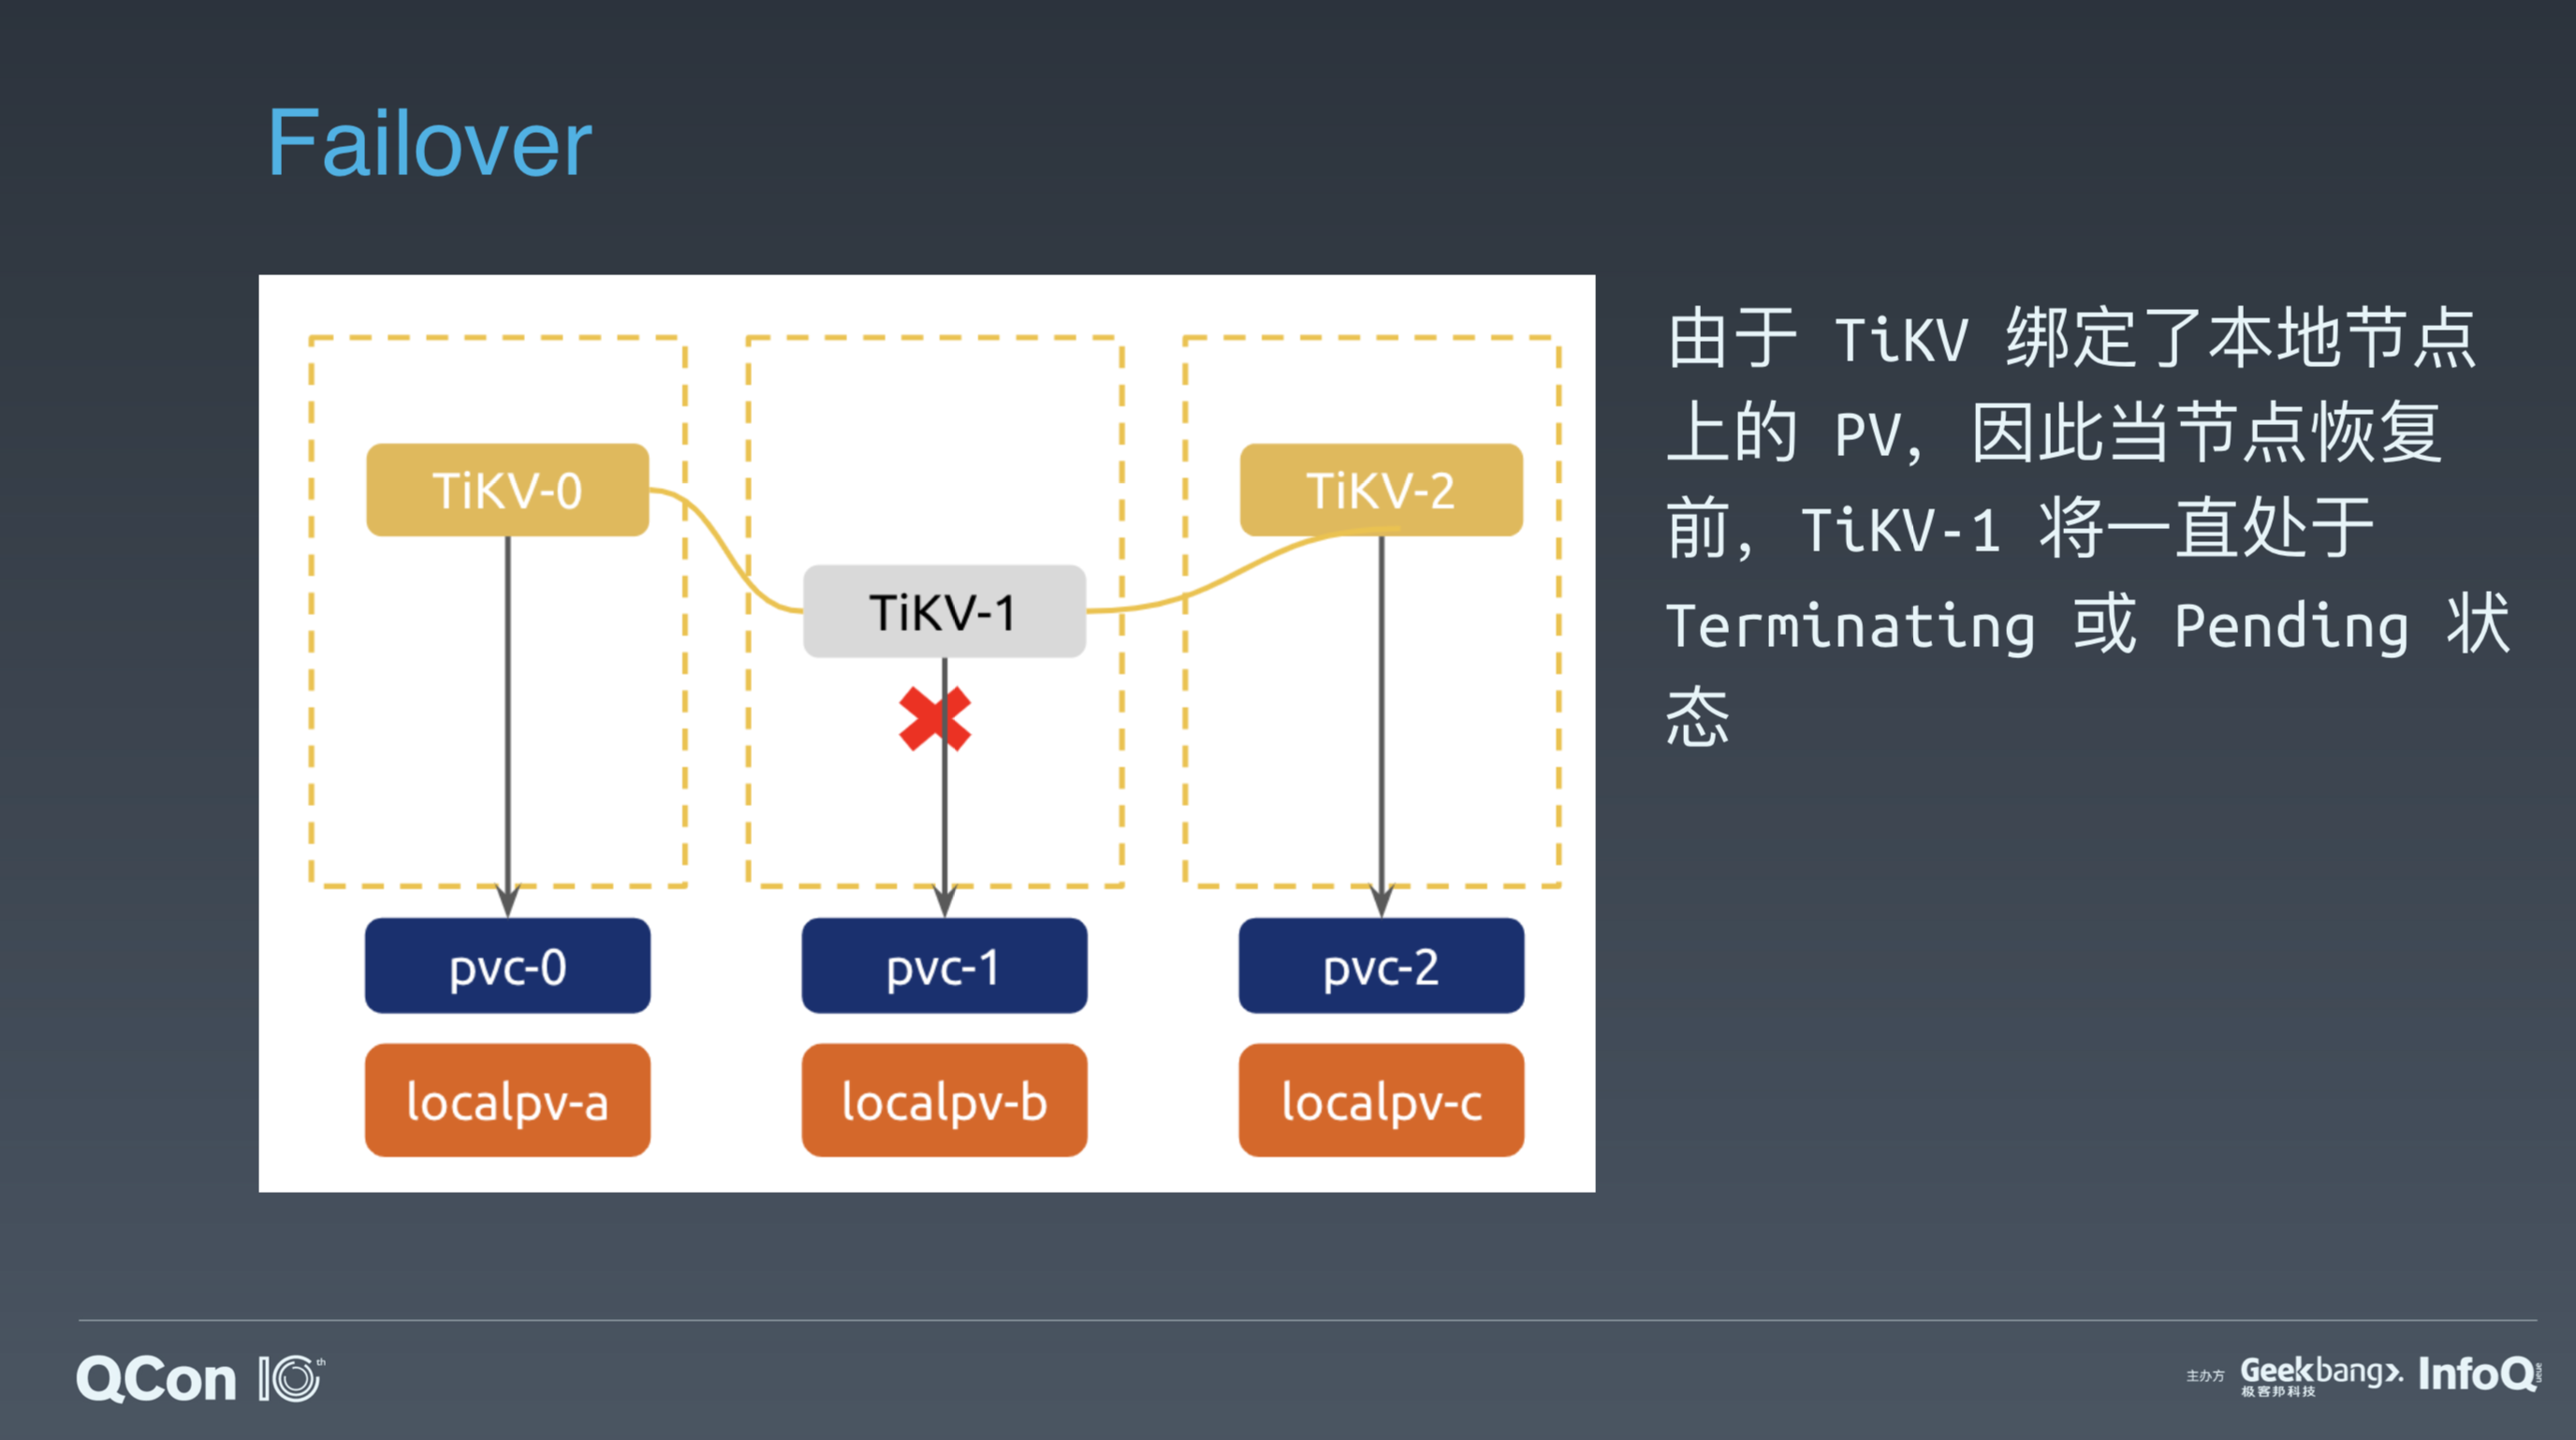 Failover
TiKV-0
TiKV-1
TiKV-2
pvc-0
pvc-1
pvc-2
localpv-a
localpv-b
localpv-c
由于 TiKV 绑定了本地节点
上的 PV，因此当节点恢复
前，TiKV-1 将一直处于
Terminating 或 Pending 状
态
QCon 10th
主办方
Geekbang>.
极客邦科技
InfoQ